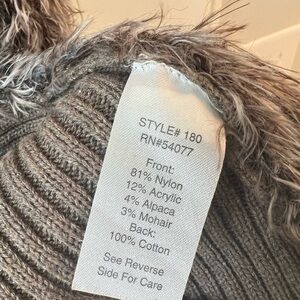 STYLE# 180
RN#54077
Front:
81% Nylon
12% Acrylic
4% Alpaca
3% Mohair
Back:
100% Cotton
See Reverse
Side For Care